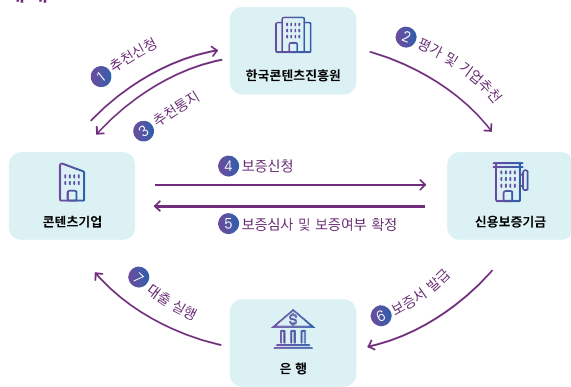 한국콘텐츠진흥원
1 추천신청
2 평가 및 기업추천
3 추천통지
4 보증신청
콘텐츠기업
신용보증기금
5 보증심사 및 보증여부 확정
7 대출 실행
6 보증서 발급
은 행